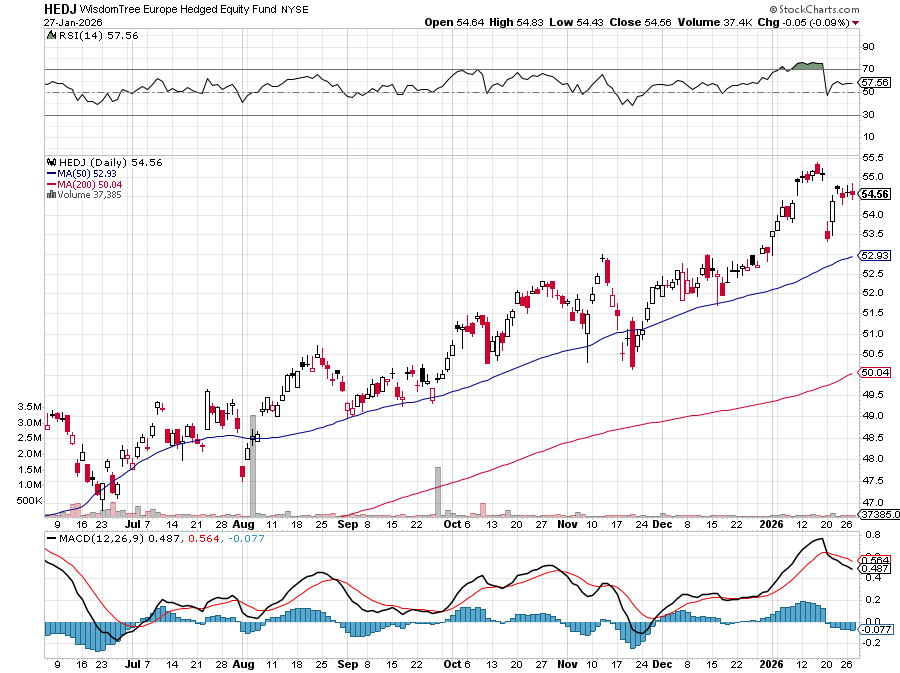 HEDJ WisdomTree Europe Hedged Equity Fund NYSE
© StockCharts.com
27-Jan-2026
Open 54.64 High 54.83 Low 54.43 Close 54.56 Volume 37.4K Chg -0.05 (-0.09%)
RSI(14) 57.56
90
70
57.56
50
30
10
HEDJ (Daily) 54.56
MA(50) 52.93
MA(200) 50.04
Volume 37,385
55.5
55.0
54.56
54.0
53.5
52.93
52.5
52.0
51.5
51.0
50.5
50.04
49.5
49.0
48.5
48.0
47.5
47.0
37385.0
3.5M
3.0M
2.5M
2.0M
1.5M
1.0M
500K
9 16 23 Jul 7 14 21 28 Aug 11 18 25 Sep 8 15 22 Oct 6 13 20 27 Nov 10 17 24 Dec 8 15 22 2026 12 20 26
MACD(12,26,9) 0.487, 0.564, -0.077
0.8
0.564
0.487
0.4
0.2
0.0
-0.077
-0.2
9 16 23 Jul 7 14 21 28 Aug 11 18 25 Sep 8 15 22 Oct 6 13 20 27 Nov 10 17 24 Dec 8 15 22 2026 12 20 26